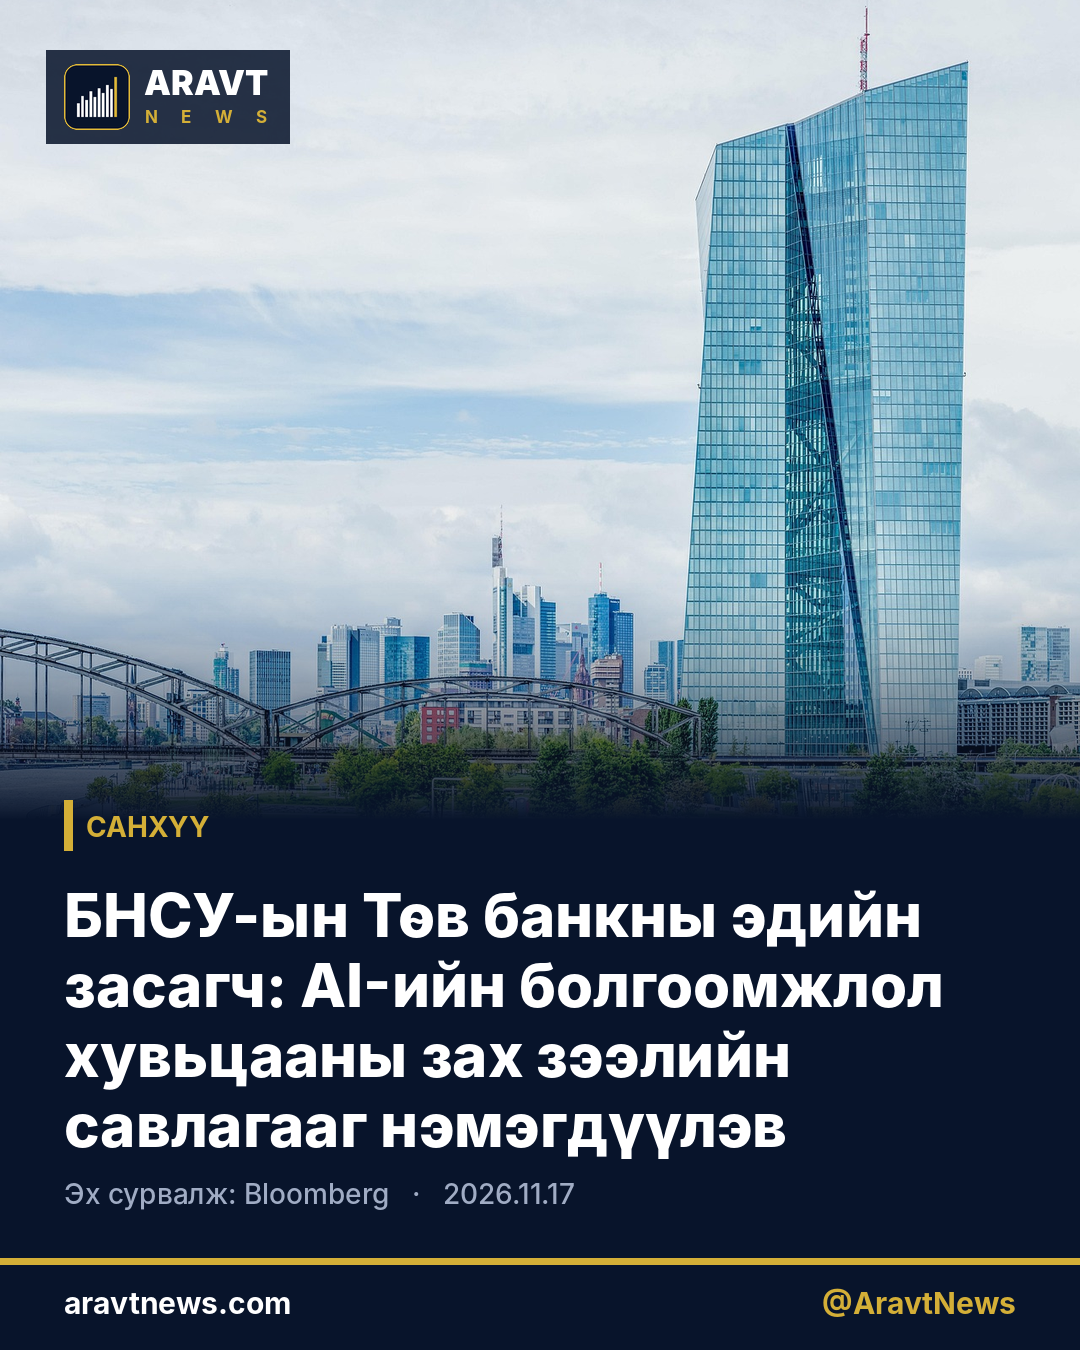 ARAVT
NEWS
САНХҮҮ
БНСУ-ын Төв банкны эдийн
засагч: AI-ийн болгоомжлол
хувьцааны зах зээлийн
савлагааг нэмэгдүүлэв
Эх сурвалж: Bloomberg · 2026.11.17
aravtnews.com
@AravtNews